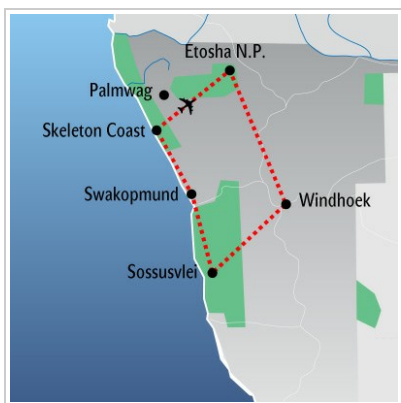 Etosha N.P.
Palmwag
Skeleton Coast
Swakopmund
Windhoek
Sossusvlei